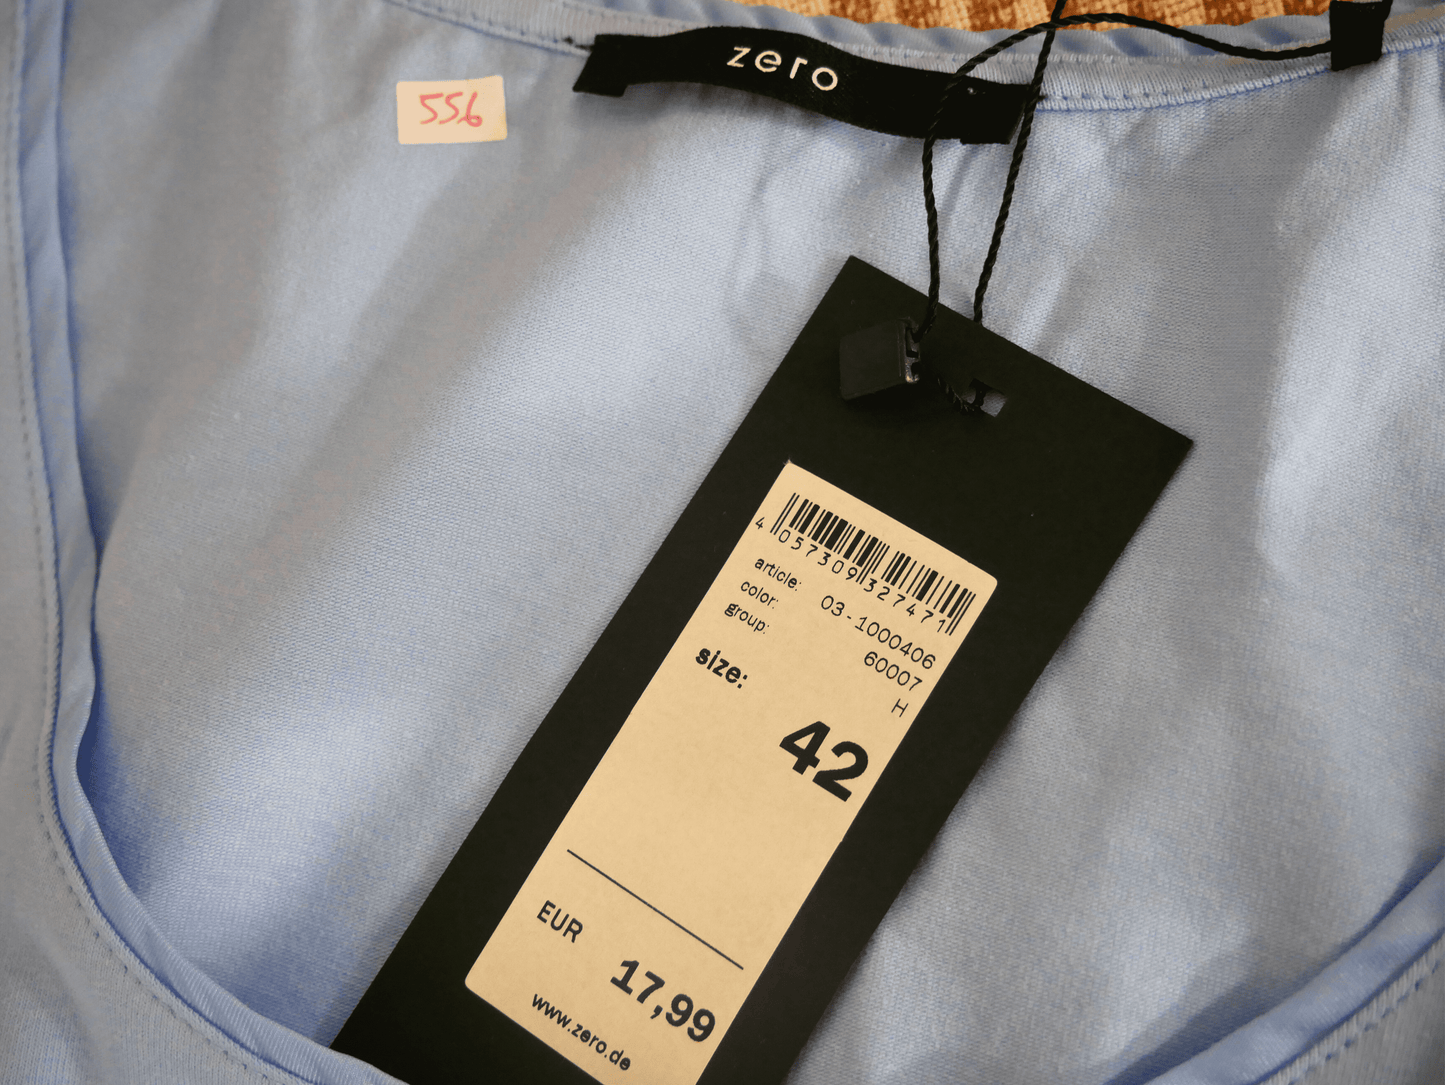 zero
556
4 057309 327471
article: 03-1000406
color: 60007
group: H
size:
42
EUR
17,99
www.zero.de